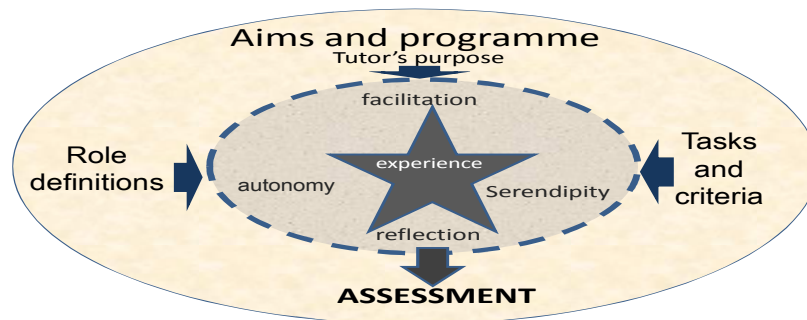 Aims and programme
Tutor's purpose
facilitation
Role
definitions
experience
Tasks
and
criteria
autonomy
Serendipity
reflection
ASSESSMENT